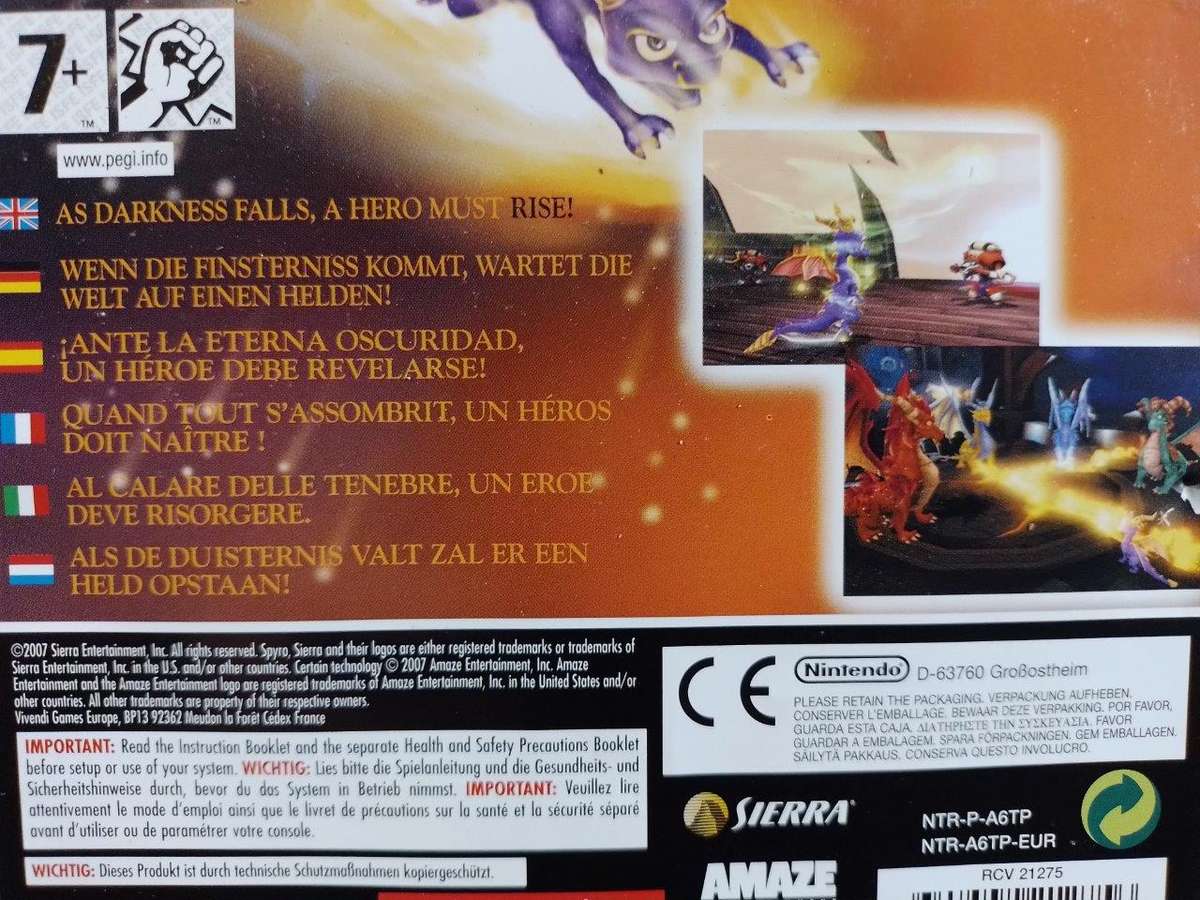 7+
TM
TM
www.pegi.info
AS DARKNESS FALLS, A HERO MUST RISE!
WENN DIE FINSTERNISS KOMMT, WARTET DIE
WELT AUF EINEN HELDEN!
¡ANTE LA ETERNA OSCURIDAD,
UN HÉROE DEBE REVELARSE!
QUAND TOUT S'ASSOMBRIT, UN HÉROS
DOIT NAÎTRE !
AL CALARE DELLE TENEBRE, UN EROE
DEVE RISORGERE.
ALS DE DUISTERNIS VALT ZAL ER EEN
HELD OPSTAAN!
©2007 Sierra Entertainment, Inc. All rights reserved. Spyro, Sierra and their logos are either registered trademarks or trademarks of
Sierra Entertainment, Inc. in the U.S. and/or other countries. Certain technology © 2007 Amaze Entertainment, Inc. Amaze
Entertainment and the Amaze Entertainment logo are registered trademarks of Amaze Entertainment, Inc. in the United States and/or
other countries. All other trademarks are property of their respective owners.
Vivendi Games Europe, BP13 92362 Meudon la Forêt Cedex France
IMPORTANT: Read the Instruction Booklet and the separate Health and Safety Precautions Booklet
before setup or use of your system. WICHTIG: Lies bitte die Spielanleitung und die Gesundheits- und
Sicherheitshinweise durch, bevor du das System in Betrieb nimmst. IMPORTANT: Veuillez lire
attentivement le mode d'emploi ainsi que le livret de précautions sur la santé et la sécurité séparé
avant d'utiliser ou de paramétrer votre console.
WICHTIG: Dieses Produkt ist durch technische Schutzmaßnahmen kopiergeschützt.
CE Nintendo® D-63760 Großostheim
PLEASE RETAIN THE PACKAGING. VERPACKUNG AUFHEBEN.
CONSERVER L'EMBALLAGE. BEWAAR DEZE VERPAKKING. POR FAVOR,
GUARDA ESTA CAJA. ΔΙΑΤΗΡΗΣΤΕ ΤΗΝ ΣΥΣΚΕΥΑΣΙΑ. FAVOR
GUARDAR A EMBALAGEM. SPARA FÖRPACKNINGEN. GEM EMBALLAGEN.
SÄILYTÄ PAKKAUS. CONSERVA QUESTO INVOLUCRO.
SIERRA®
NTR-P-A6TP
NTR-A6TP-EUR
AMAZE
RCV 21275